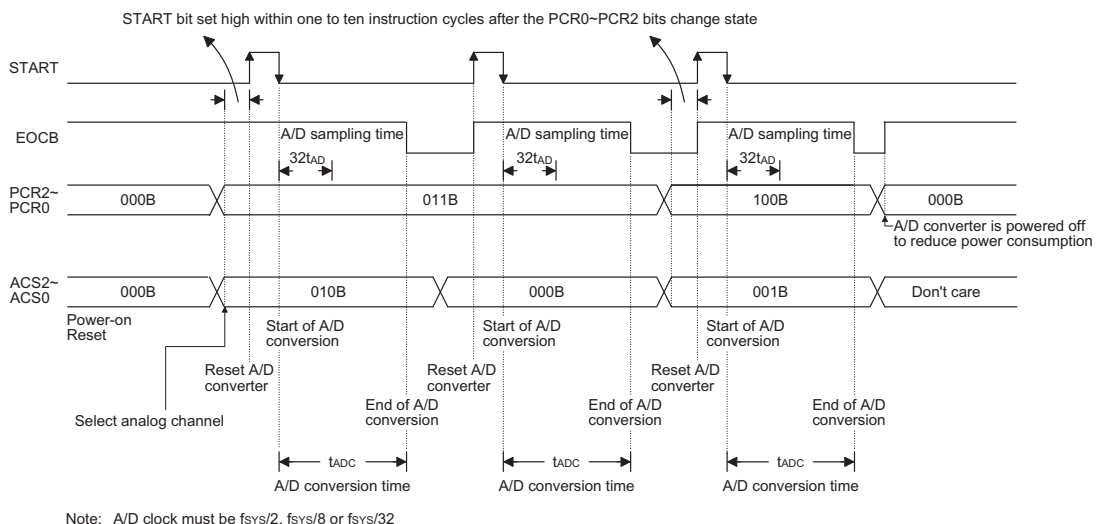 START bit set high within one to ten instruction cycles after the PCR0~PCR2 bits change state
START
EOCB
A/D sampling time
A/D sampling time
A/D sampling time
32tAD
32tAD
32tAD
PCR2~
PCR0
000B
011B
100B
000B
A/D converter is powered off
to reduce power consumption
ACS2~
ACS0
000B
010B
000B
001B
Don't care
Power-on
Reset
Start of A/D
conversion
Start of A/D
conversion
Start of A/D
conversion
Reset A/D
converter
Reset A/D
converter
Reset A/D
converter
Select analog channel
End of A/D
conversion
End of A/D
conversion
End of A/D
conversion
tADC
tADC
tADC
A/D conversion time
A/D conversion time
A/D conversion time
Note: A/D clock must be fSYS/2, fSYS/8 or fSYS/32